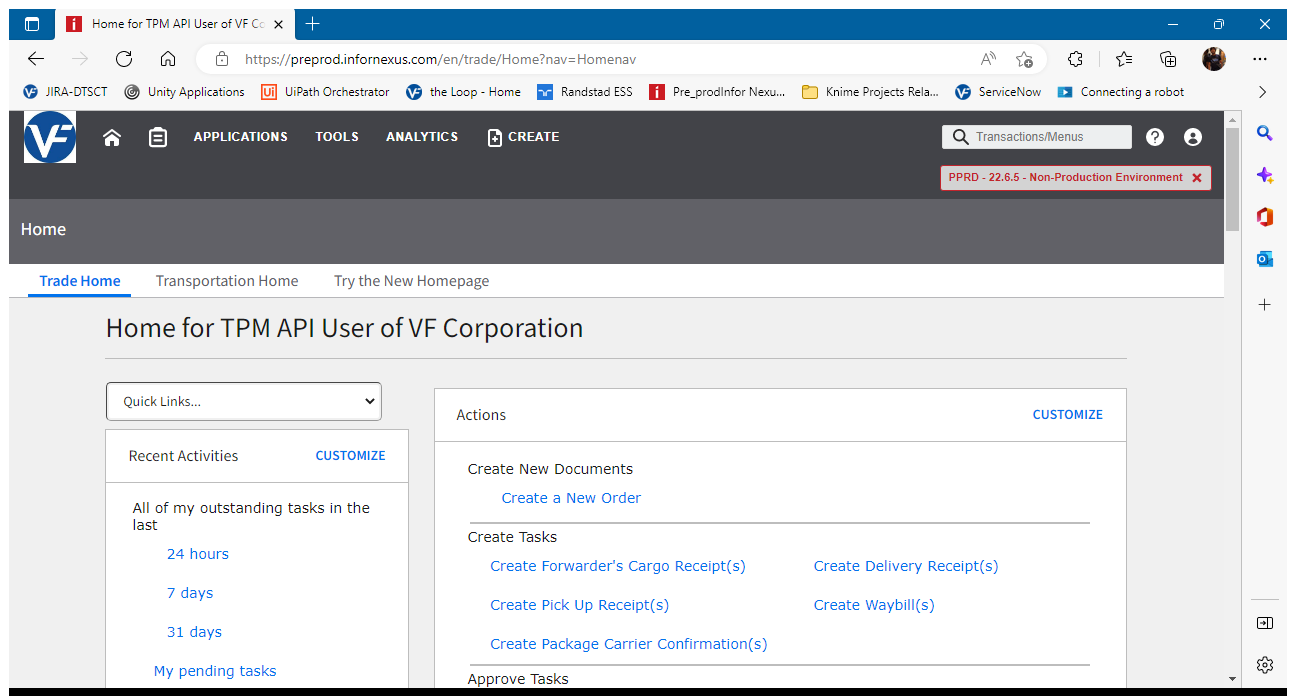 Home for TPM API User of VF Co
https://preprod.infornexus.com/en/trade/Home?nav=Homenav
JIRA-DTSCT Unity Applications UiPath Orchestrator the Loop - Home Randstad ESS Pre_prodInfor Nexu... Knime Projects Rela... ServiceNow Connecting a robot
VF APPLICATIONS TOOLS ANALYTICS CREATE Transactions/Menus
PPRD - 22.6.5 - Non-Production Environment
Home
Trade Home Transportation Home Try the New Homepage
Home for TPM API User of VF Corporation
Quick Links...
Recent Activities CUSTOMIZE
All of my outstanding tasks in the
last
24 hours
7 days
31 days
My pending tasks
Actions CUSTOMIZE
Create New Documents
Create a New Order
Create Tasks
Create Forwarder's Cargo Receipt(s) Create Delivery Receipt(s)
Create Pick Up Receipt(s) Create Waybill(s)
Create Package Carrier Confirmation(s)
Approve Tasks